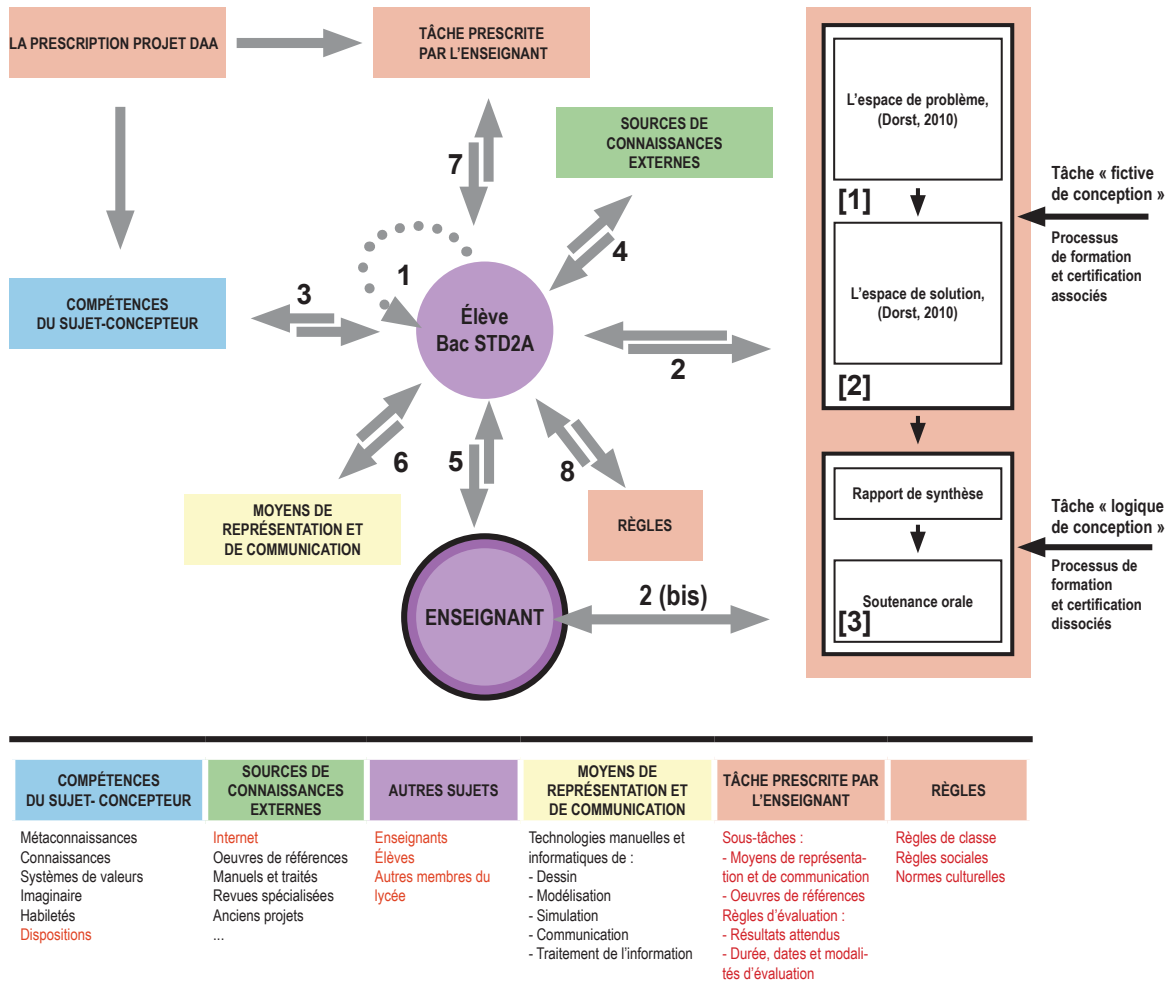 LA PRESCRIPTION PROJET DAA
TÂCHE PRESCRITE
PAR L'ENSEIGNANT
SOURCES DE
CONNAISSANCES
EXTERNES
7
4
1
3
COMPÉTENCES
DU SUJET-CONCEPTEUR
Élève
Bac STD2A
2
6
5
8
MOYENS DE
REPRÉSENTATION ET
DE COMMUNICATION
RÈGLES
ENSEIGNANT
2 (bis)
L'espace de problème,
(Dorst, 2010)
[1]
L'espace de solution,
(Dorst, 2010)
[2]
Rapport de synthèse
Soutenance orale
[3]
Tâche « fictive
de conception »
Processus
de formation
et certification
associés
Tâche « logique
de conception »
Processus de
formation
et certification
dissociés
COMPÉTENCES
DU SUJET- CONCEPTEUR
Métaconnaissances
Connaissances
Systèmes de valeurs
Imaginaire
Habiletés
Dispositions
SOURCES DE
CONNAISSANCES
EXTERNES
Internet
Oeuvres de références
Manuels et traités
Revues spécialisées
Anciens projets
...
AUTRES SUJETS
Enseignants
Élèves
Autres membres du
lycée
MOYENS DE
REPRÉSENTATION ET
DE COMMUNICATION
Technologies manuelles et
informatiques de :
- Dessin
- Modélisation
- Simulation
- Communication
- Traitement de l'information
TÂCHE PRESCRITE PAR
L'ENSEIGNANT
Sous-tâches :
- Moyens de représenta-
tion et de communication
- Oeuvres de références
Règles d'évaluation :
- Résultats attendus
- Durée, dates et modali-
tés d'évaluation
RÈGLES
Règles de classe
Règles sociales
Normes culturelles